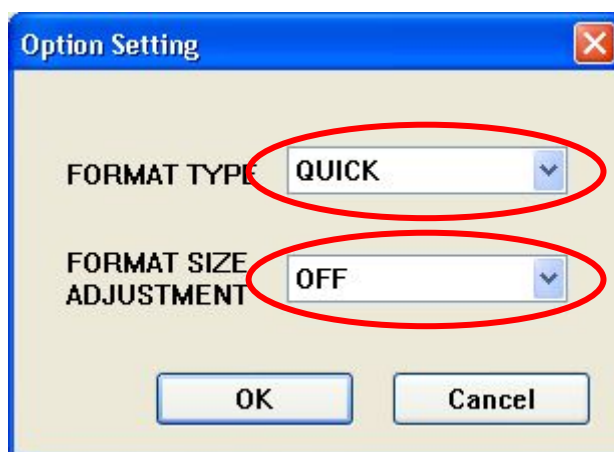 Option Setting
FORMAT TYPE QUICK
FORMAT SIZE
ADJUSTMENT OFF
OK Cancel